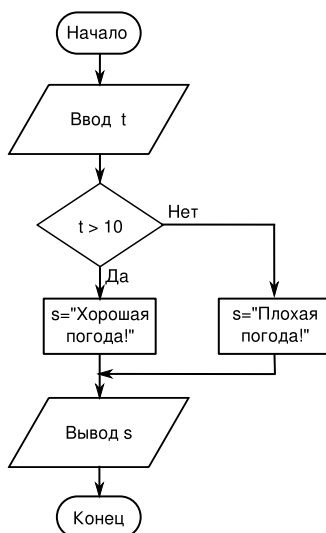 Начало
Ввод t
t > 10
Нет
Да
s="Хорошая
погода!"
s="Плохая
погода!"
Вывод s
Конец